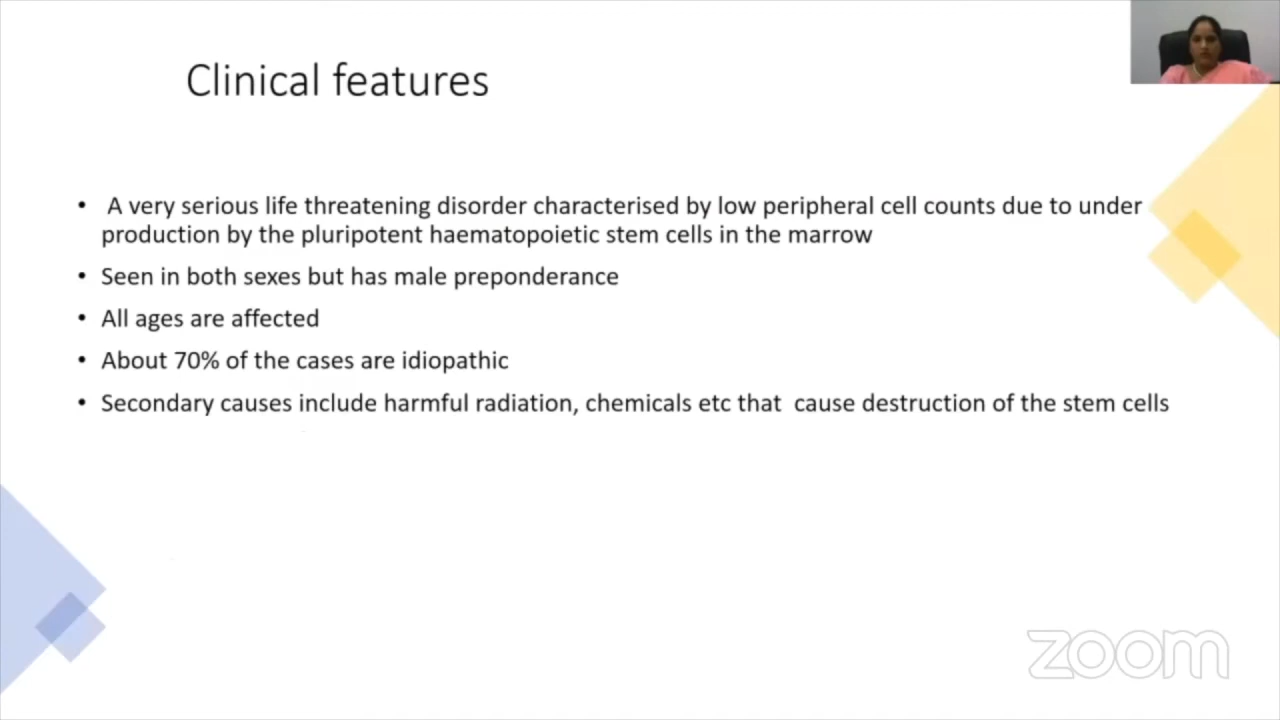 Clinical features
• A very serious life threatening disorder characterised by low peripheral cell counts due to under
production by the pluripotent haematopoietic stem cells in the marrow
• Seen in both sexes but has male preponderance
• All ages are affected
• About 70% of the cases are idiopathic
• Secondary causes include harmful radiation, chemicals etc that cause destruction of the stem cells
zoom